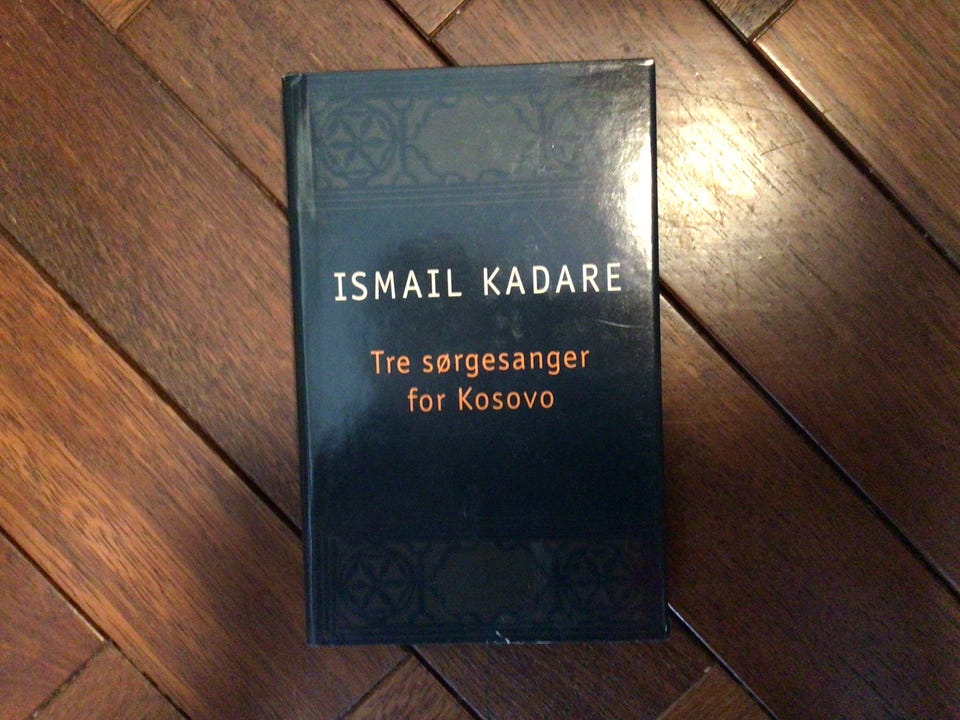 ISMAIL KADARE
Tre sørgesanger
for Kosovo